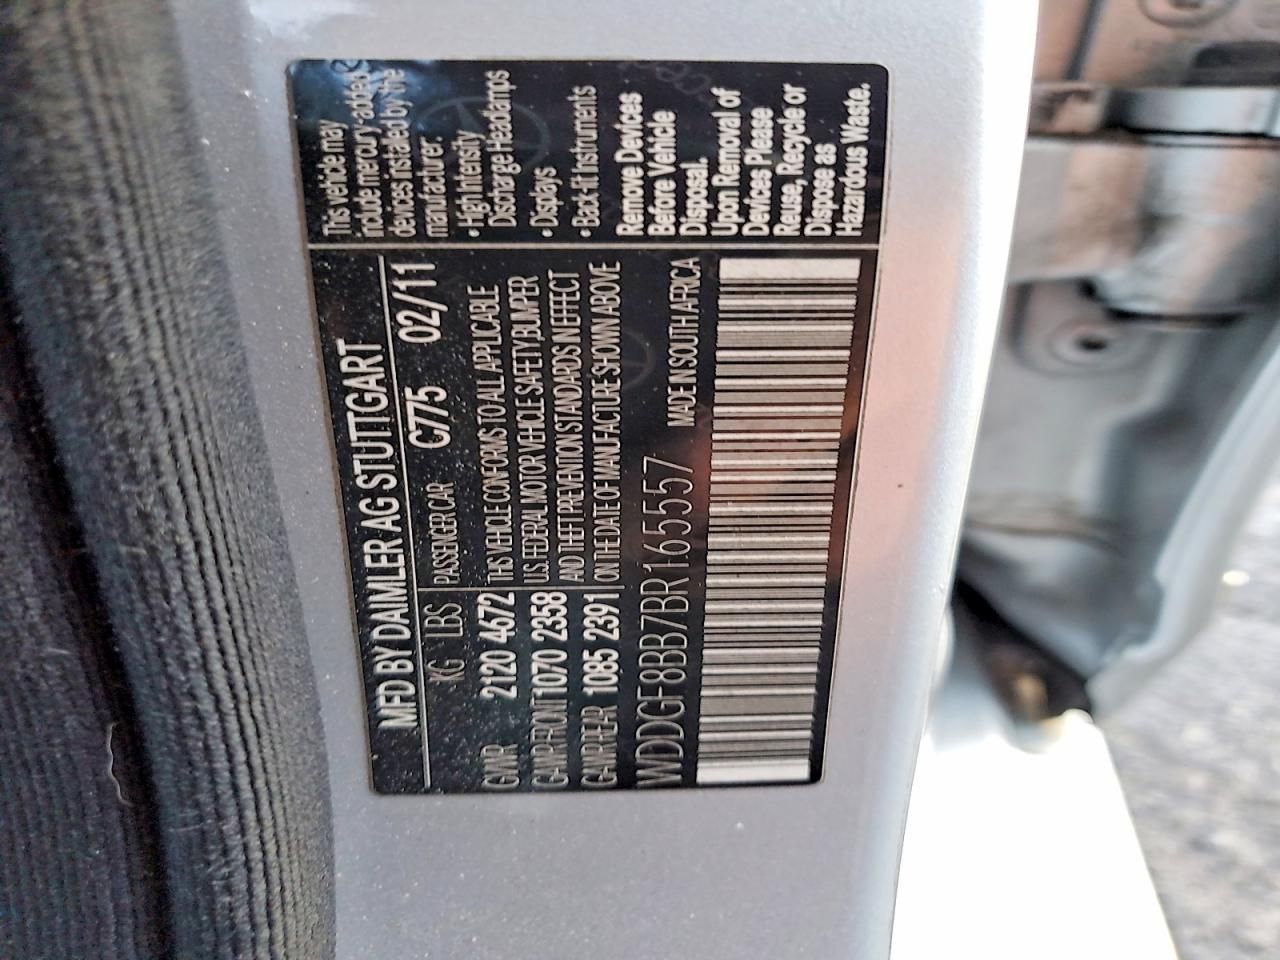 MFD BY DAIMLER AG STUTTGART
KG LBS PASSENGER CAR C775 02/11
GVWR 2120 4672 THIS VEHICLE CONFORMS TO ALL APPLICABLE
GAWR FRONT 1070 2358 U.S. FEDERAL MOTOR VEHICLE SAFETY, BUMPER
AND THEFT PREVENTION STANDARDS IN EFFECT
GAWR REAR 1085 2391 ON THE DATE OF MANUFACTURE SHOWN ABOVE
WDDGF8BB7BR165557
MADE IN SOUTH AFRICA
This vehicle may
include mercury-added
devices installed by the
manufacturer:
• High Intensity
Discharge Headlamps
• Displays
• Back-lit Instruments
Remove Devices
Before Vehicle
Disposal.
Upon Removal of
Devices Please
Reuse, Recycle or
Dispose as
Hazardous Waste.